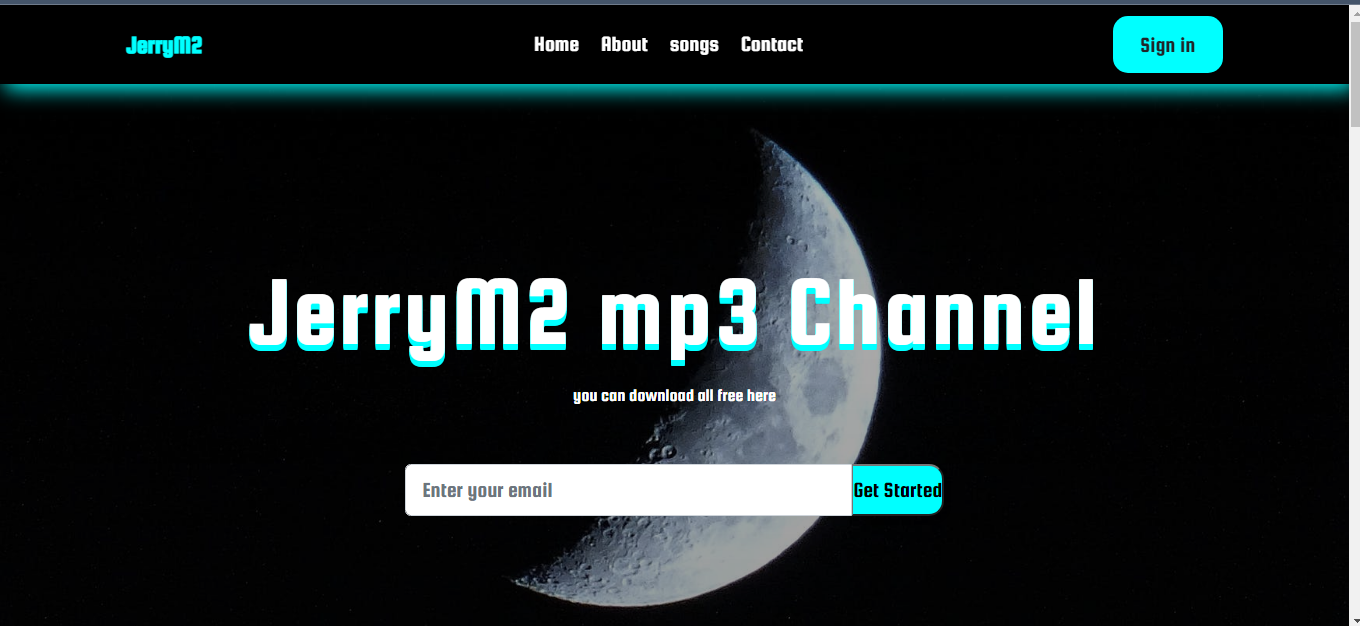 JerryM2 Home About songs Contact Sign in
JerryM2 mp3 Channel
you can download all free here
Enter your email Get Started